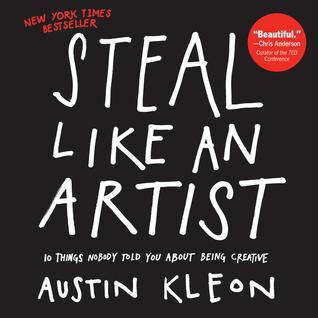 NEW YORK TIMES
BESTSELLER
"Beautiful."
—Chris Anderson
Curator of the TED
Conference
STEAL
LIKE AN
ARTIST
10 THINGS NOBODY TOLD YOU ABOUT BEING CREATIVE
AUSTIN KLEON